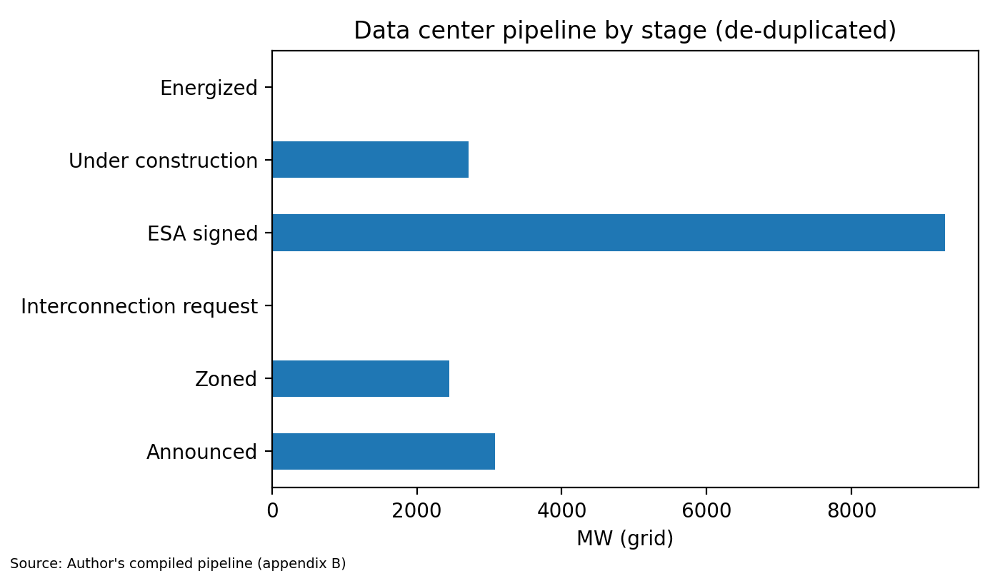 Data center pipeline by stage (de-duplicated)
Energized
Under construction
ESA signed
Interconnection request
Zoned
Announced
0 2000 4000 6000 8000
MW (grid)
Source: Author's compiled pipeline (appendix B)